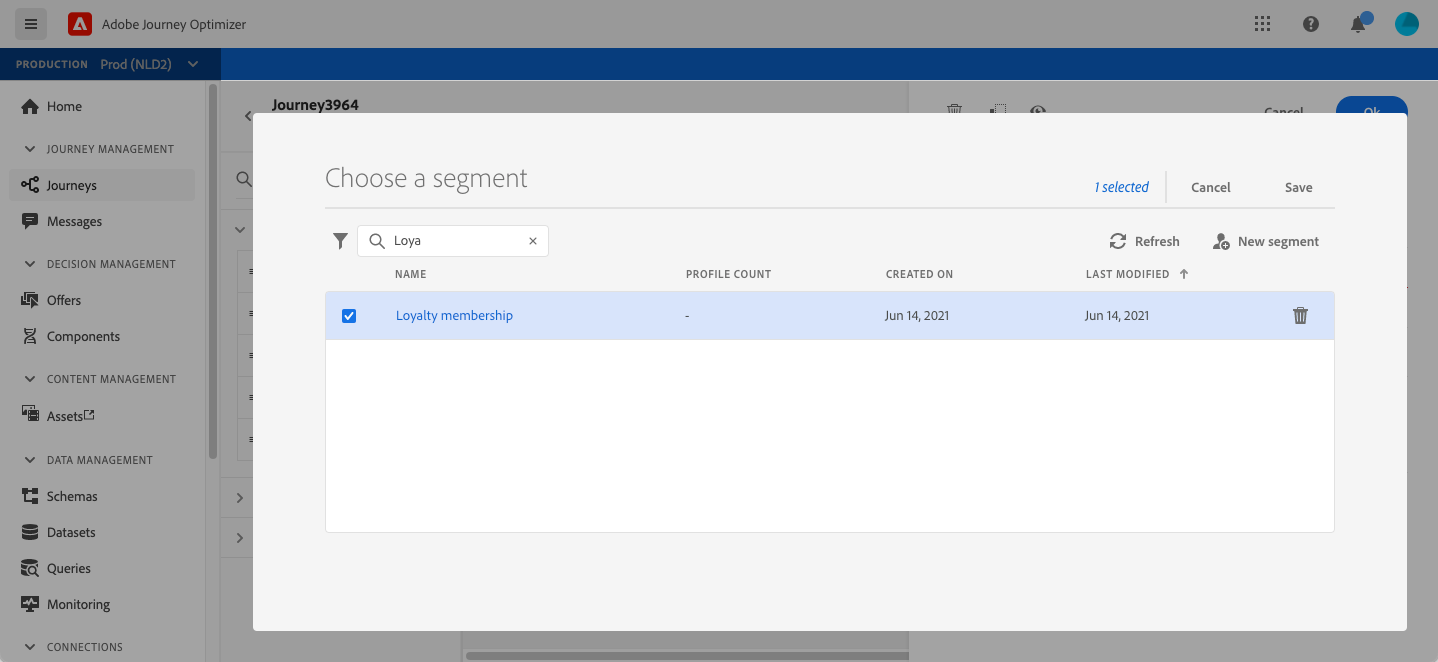 Adobe Journey Optimizer
PRODUCTION Prod (NLD2)
Home
JOURNEY MANAGEMENT
Journeys
Messages
DECISION MANAGEMENT
Offers
Components
CONTENT MANAGEMENT
Assets
DATA MANAGEMENT
Schemas
Datasets
Queries
Monitoring
CONNECTIONS
Journey3964
Cancel Ok
Choose a segment
1 selected Cancel Save
Loya
Refresh New segment
NAME PROFILE COUNT CREATED ON LAST MODIFIED
Loyalty membership - Jun 14, 2021 Jun 14, 2021